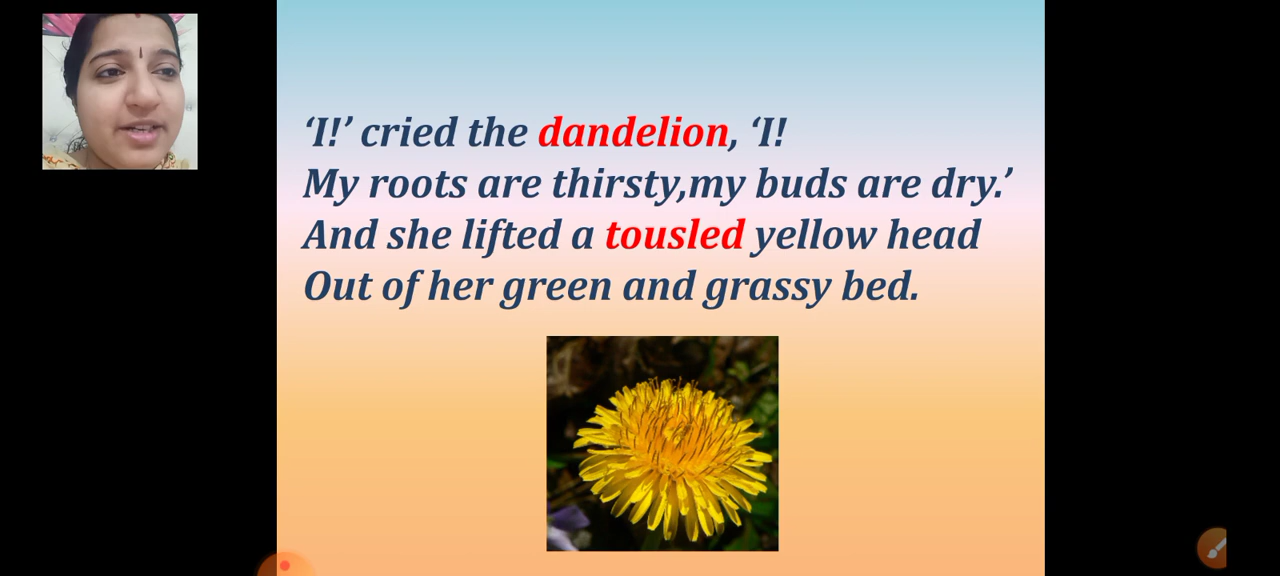 ‘I!’ cried the dandelion, ‘I!
My roots are thirsty,my buds are dry.’
And she lifted a tousled yellow head
Out of her green and grassy bed.